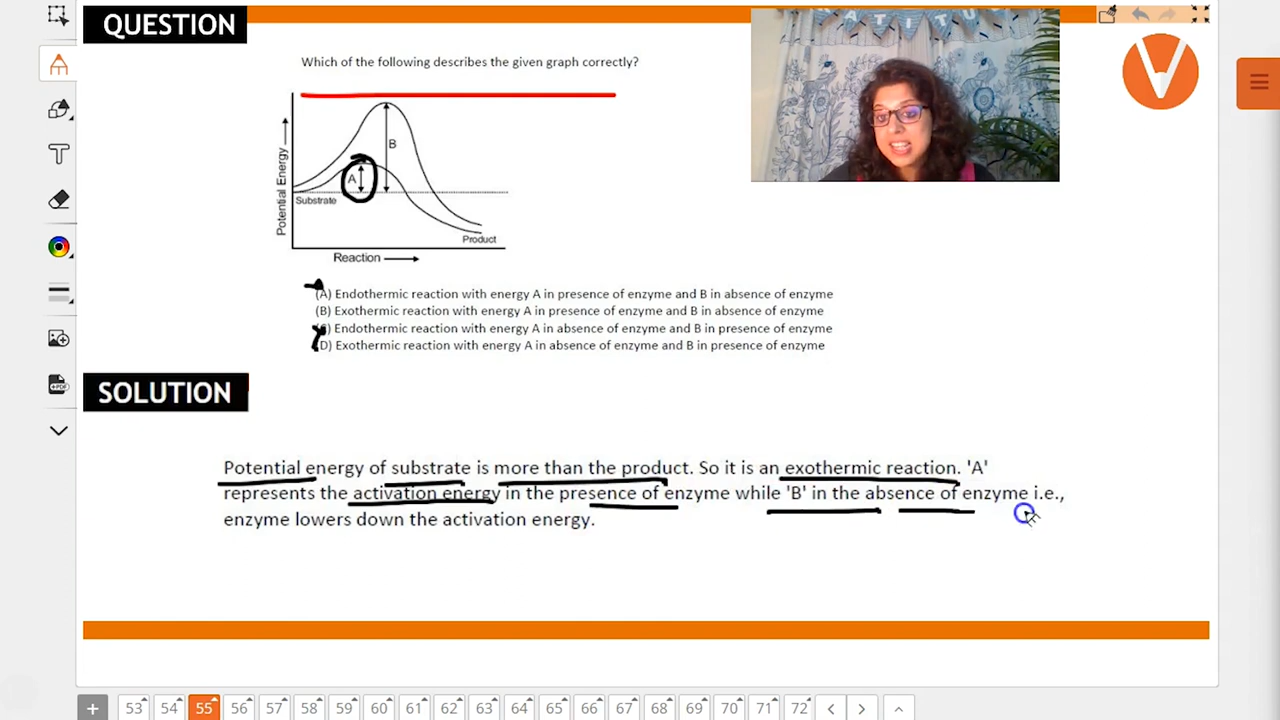 QUESTION
Which of the following describes the given graph correctly?
Potential Energy
B
A
Substrate
Product
Reaction
(A) Endothermic reaction with energy A in presence of enzyme and B in absence of enzyme
(B) Exothermic reaction with energy A in presence of enzyme and B in absence of enzyme
(C) Endothermic reaction with energy A in absence of enzyme and B in presence of enzyme
(D) Exothermic reaction with energy A in absence of enzyme and B in presence of enzyme
SOLUTION
Potential energy of substrate is more than the product. So it is an exothermic reaction. 'A'
represents the activation energy in the presence of enzyme while 'B' in the absence of enzyme i.e.,
enzyme lowers down the activation energy.
53 54 55 56 57 58 59 60 61 62 63 64 65 66 67 68 69 70 71 72